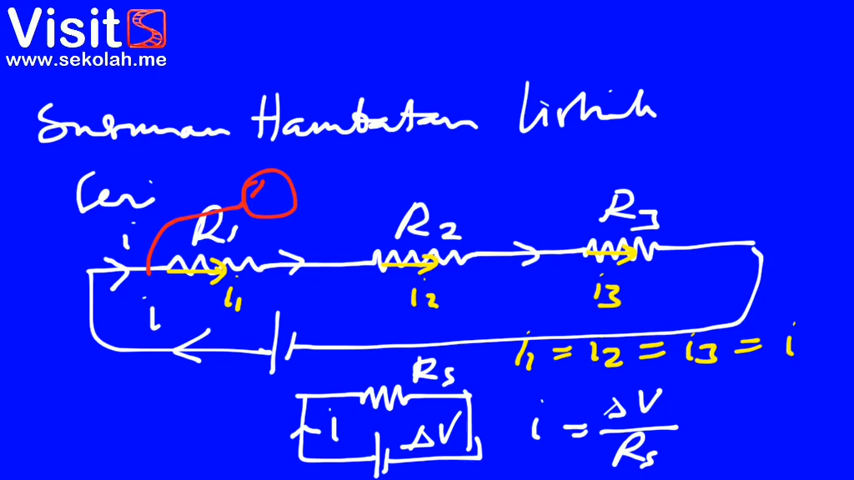 Visit S
www.sekolah.me
Susunan Hambatan Listrik
Seri
i R1 R2 R3
i1 i2 i3
i
i1 = i2 = i3 = i
Rs
i ΔV
i = ΔV / Rs